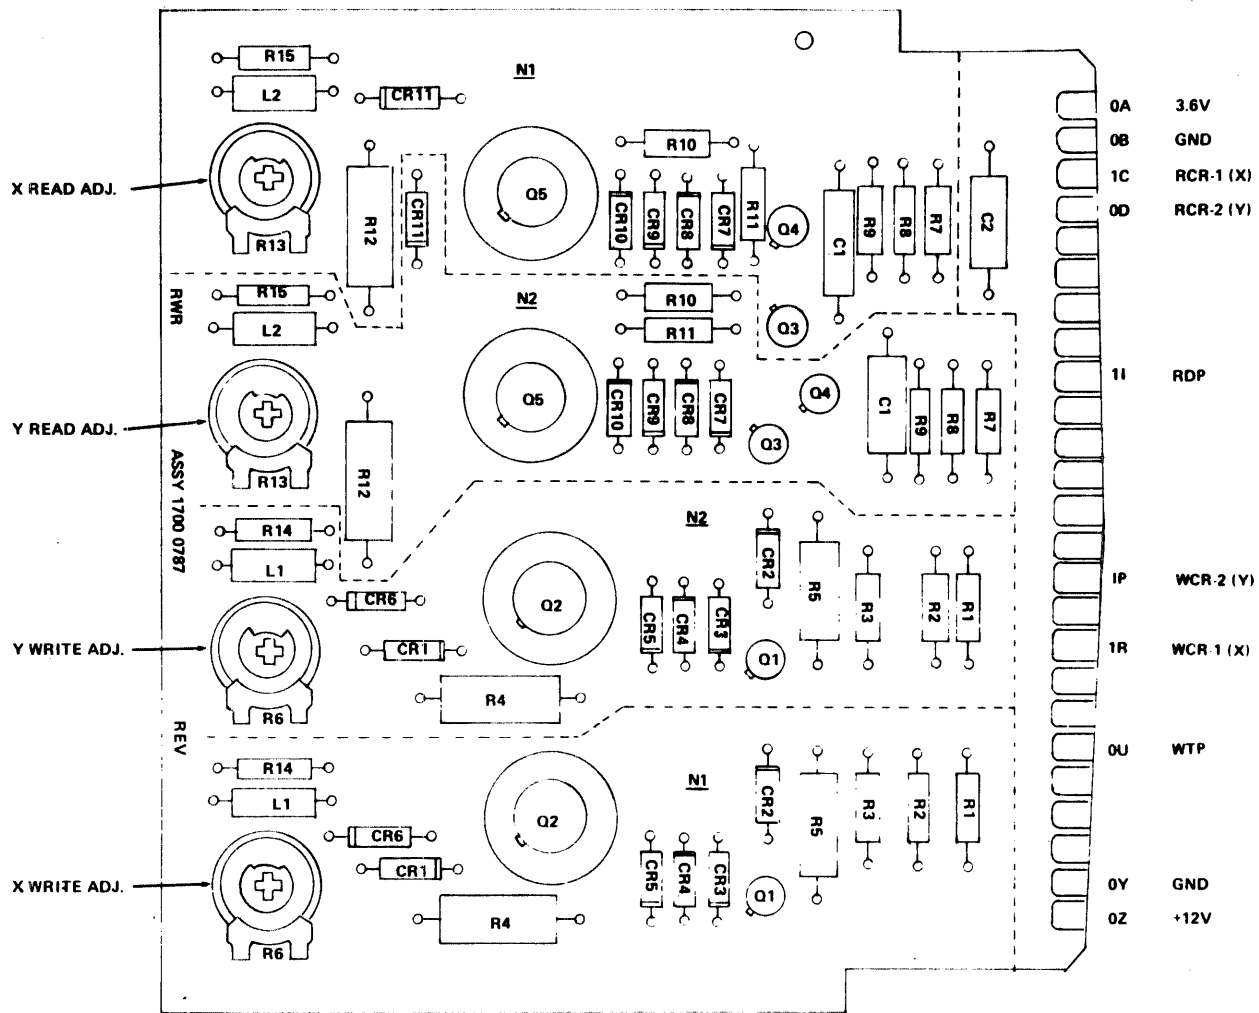 R15
L2
CR11
N1
R10
X READ ADJ.
R13
R12
CR11
Q5
CR10
CR9
CR8
CR7
R11
Q4
C1
R9
R8
R7
C2
0A 3.6V
0B GND
1C RCR-1 (X)
0D RCR-2 (Y)
RWR
R15
L2
N2
R10
R11
Q3
Y READ ADJ.
R13
R12
Q5
CR10
CR9
CR8
CR7
Q4
Q3
C1
R9
R8
R7
1I RDP
ASSY 1700 0787
R14
L1
CR6
CR1
Q2
N2
CR2
R5
R3
R2
R1
CR5
CR4
CR3
Q1
R4
Y WRITE ADJ.
R6
IP WCR-2 (Y)
1R WCR-1 (X)
REV
R14
L1
CR6
CR1
Q2
N1
CR2
R5
R3
R2
R1
CR5
CR4
CR3
Q1
R4
X WRITE ADJ.
R6
0U WTP
0Y GND
0Z +12V